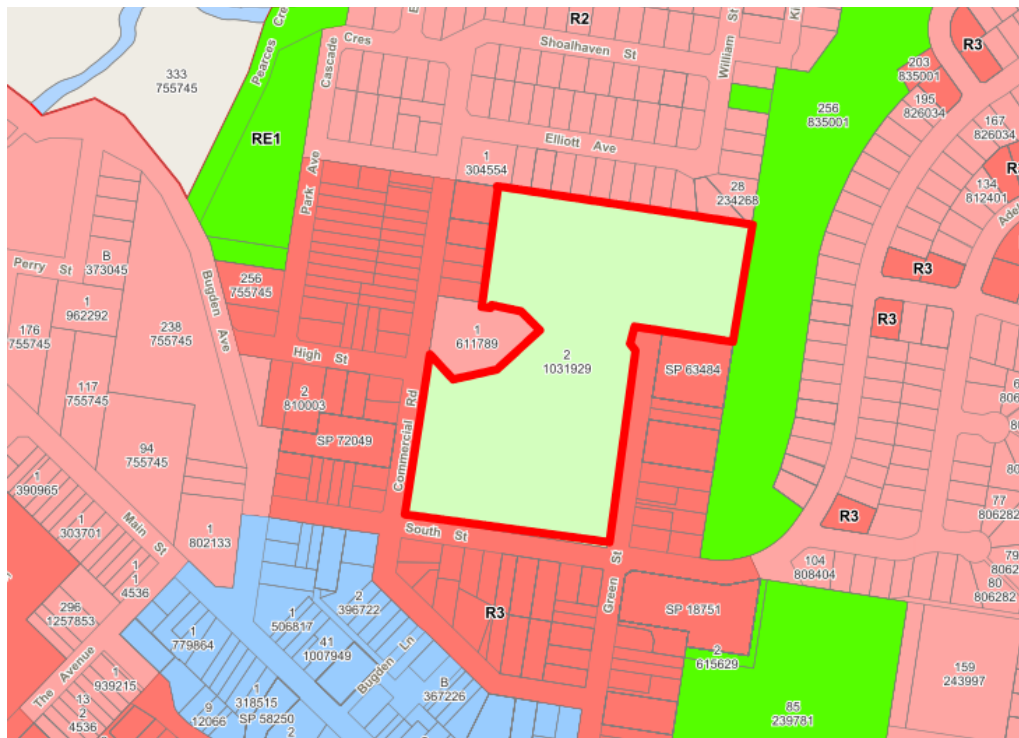 R2
Shoalhaven St
William St
Pearces Cre
Cascade Cres
R3
203
835001
333
755745
195
826034
256
835001
167
826034
RE1
Elliott Ave
1
304554
Park Ave
28
234268
134
812401
B
373045
Perry St
256
755745
R3
1
962292
Bugden Ave
238
755745
176
755745
R3
1
611789
High St
2
1031929
SP 63484
117
755745
2
810003
Commercial Rd
SP 72049
94
755745
1
390965
77
806282
1
303701
Main St
R3
1
802133
South St
104
808404
Green St
1
4536
80
806282
2
396722
296
1257853
1
506817
R3
SP 18751
1
779864
41
1007949
Bugden Ln
2
615629
The Avenue
1
939215
B
367226
159
243997
1
318515
SP 58250
2
13
2
4536
9
12066
85
239781